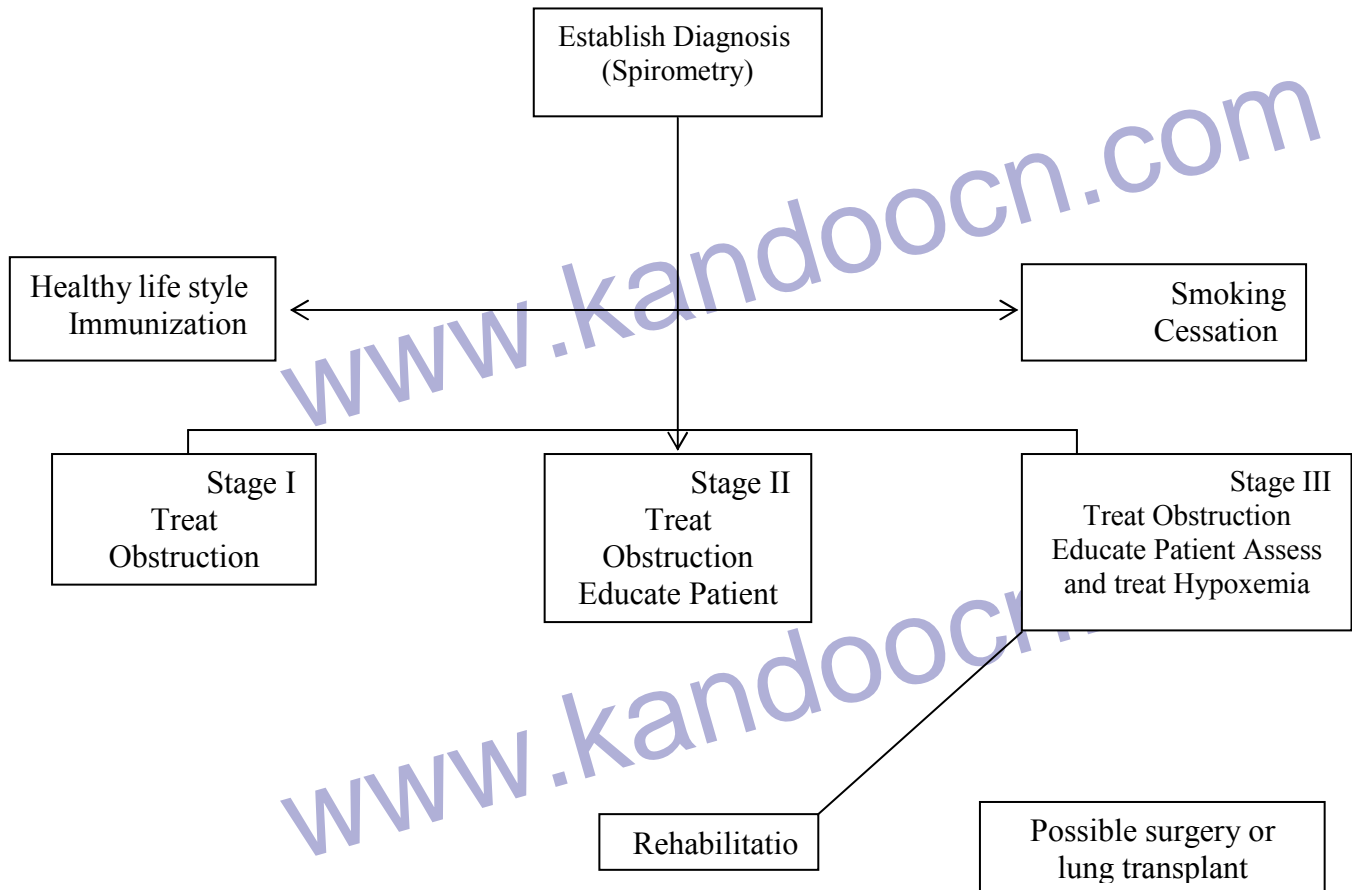 Establish Diagnosis
(Spirometry)
www.kandoocn.com
Healthy life style
Immunization
Smoking
Cessation
Stage I
Treat
Obstruction
Stage II
Treat
Obstruction
Educate Patient
Stage III
Treat Obstruction
Educate Patient Assess
and treat Hypoxemia
www.kandoocn.
Rehabilitatio
Possible surgery or
lung transplant